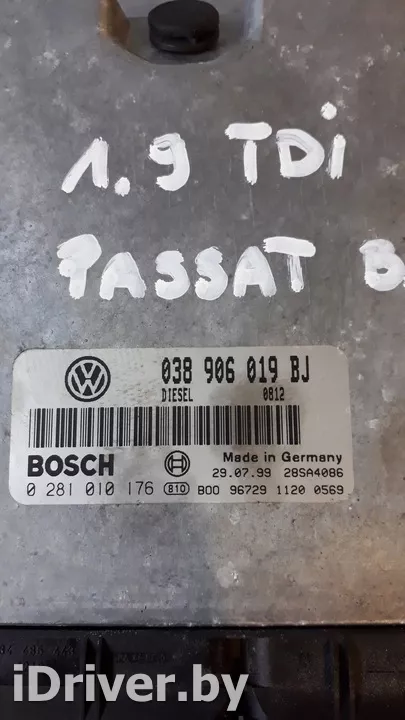 1.9 TDi
PASSAT B
038 906 019 BJ
DIESEL 0812
BOSCH
Made in Germany
29.07.99 28SA4086
0 281 010 176 B10 B00 96729 1120 0569
iDriver.by